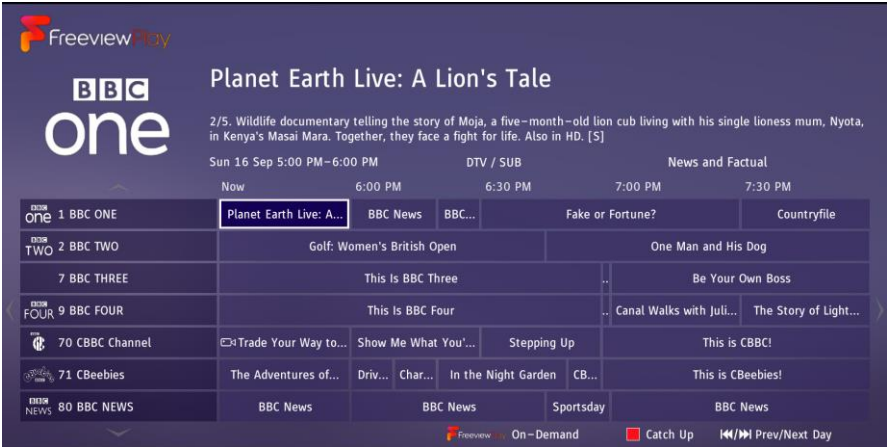 FreeviewPlay
BBC
one
Planet Earth Live: A Lion's Tale
2/5. Wildlife documentary telling the story of Moja, a five-month-old lion cub living with his single lioness mum, Nyota,
in Kenya's Masai Mara. Together, they face a fight for life. Also in HD. [S]
Sun 16 Sep 5:00 PM-6:00 PM DTV / SUB News and Factual
Now 6:00 PM 6:30 PM 7:00 PM 7:30 PM
BBC one 1 BBC ONE Planet Earth Live: A... BBC News BBC... Fake or Fortune? Countryfile
BBC TWO 2 BBC TWO Golf: Women's British Open One Man and His Dog
7 BBC THREE This Is BBC Three .. Be Your Own Boss
BBC FOUR 9 BBC FOUR This Is BBC Four .. Canal Walks with Juli... The Story of Light...
70 CBBC Channel Trade Your Way to... Show Me What You'... Stepping Up This is CBBC!
71 CBeebies The Adventures of... Driv... Char... In the Night Garden CB... This is CBeebies!
BBC NEWS 80 BBC NEWS BBC News BBC News Sportsday BBC News
Freeview Play On-Demand Catch Up Prev/Next Day